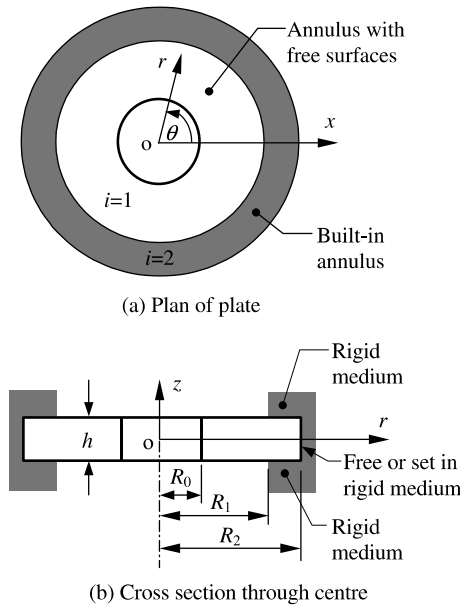 Annulus with
free surfaces
r
θ
o
x
i=1
Built-in
annulus
i=2
(a) Plan of plate
Rigid
medium
z
h
o
r
Free or set in
rigid medium
R0
R1
R2
Rigid
medium
(b) Cross section through centre